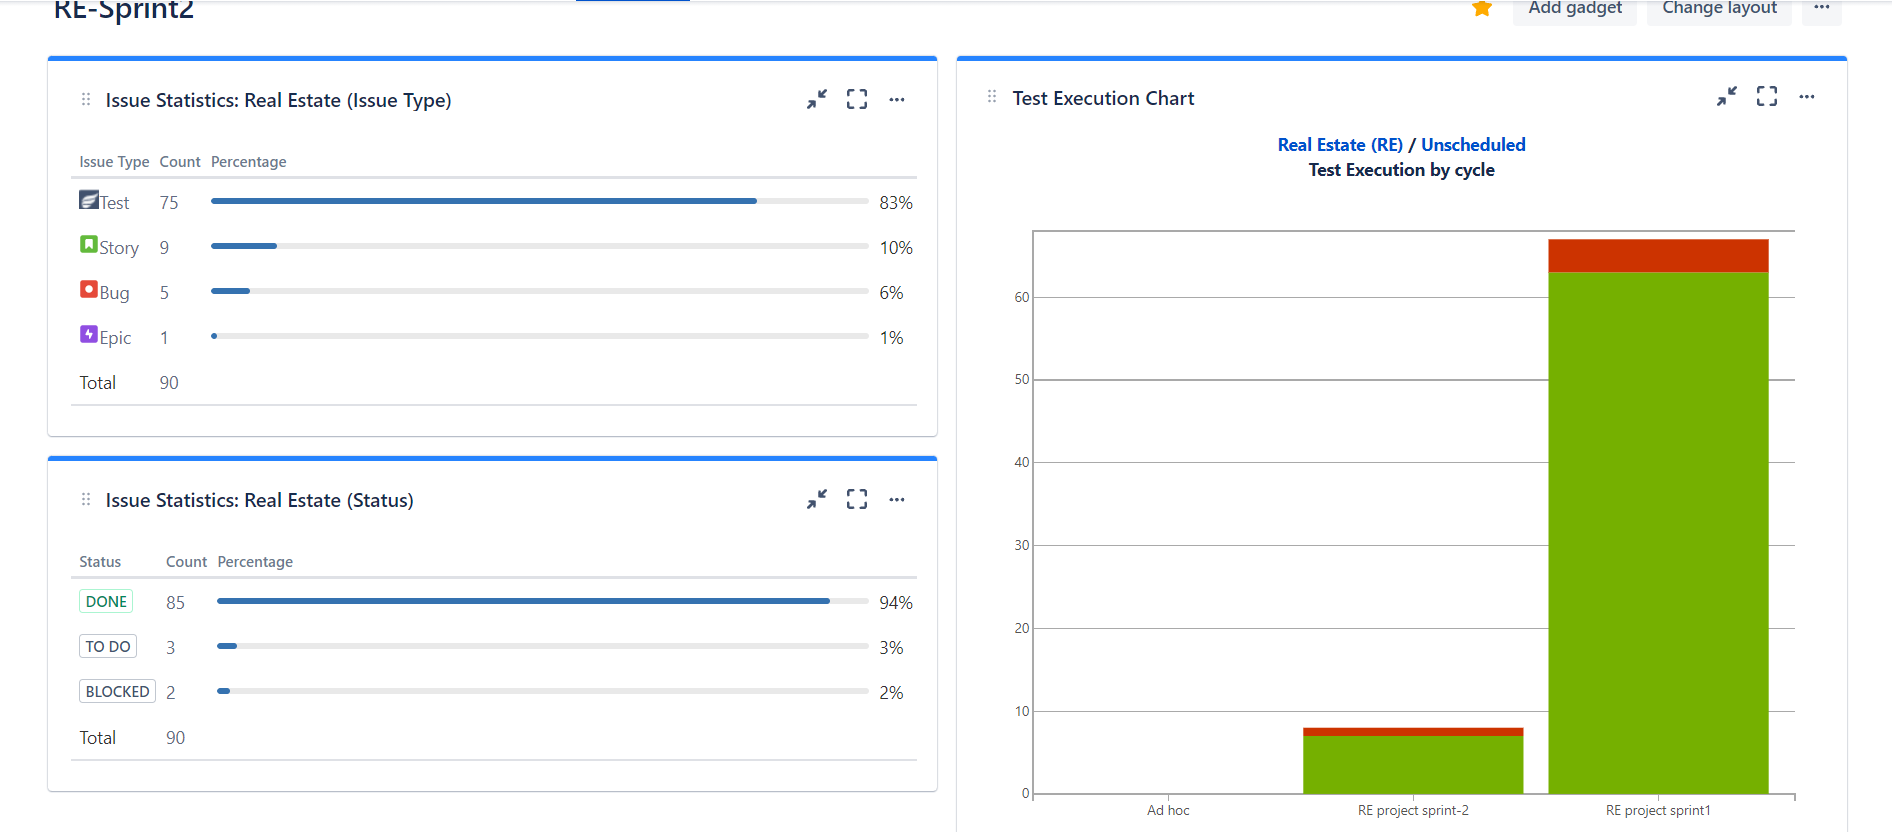 RE-Sprint2
Add gadget
Change layout
Issue Statistics: Real Estate (Issue Type)
Issue Type Count Percentage
Test 75 83%
Story 9 10%
Bug 5 6%
Epic 1 1%
Total 90
Issue Statistics: Real Estate (Status)
Status Count Percentage
DONE 85 94%
TO DO 3 3%
BLOCKED 2 2%
Total 90
Test Execution Chart
Real Estate (RE) / Unscheduled
Test Execution by cycle
60
50
40
30
20
10
0
Ad hoc RE project sprint-2 RE project sprint1